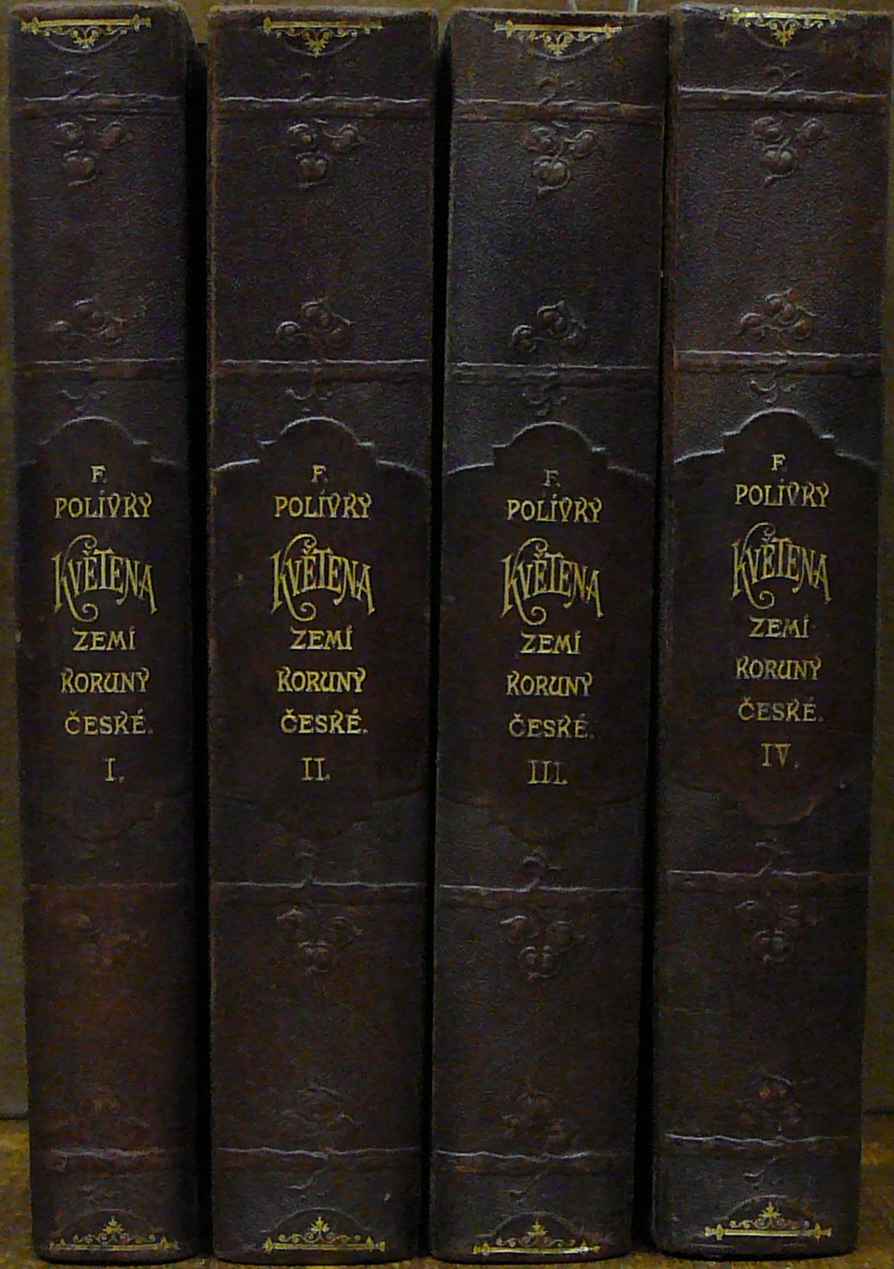 F.
POLÍVKY
KVĚTENA
ZEMÍ
KORUNY
ČESKÉ.
I.
F.
POLÍVKY
KVĚTENA
ZEMÍ
KORUNY
ČESKÉ.
II.
F.
POLÍVKY
KVĚTENA
ZEMÍ
KORUNY
ČESKÉ.
III.
F.
POLÍVKY
KVĚTENA
ZEMÍ
KORUNY
ČESKÉ.
IV.